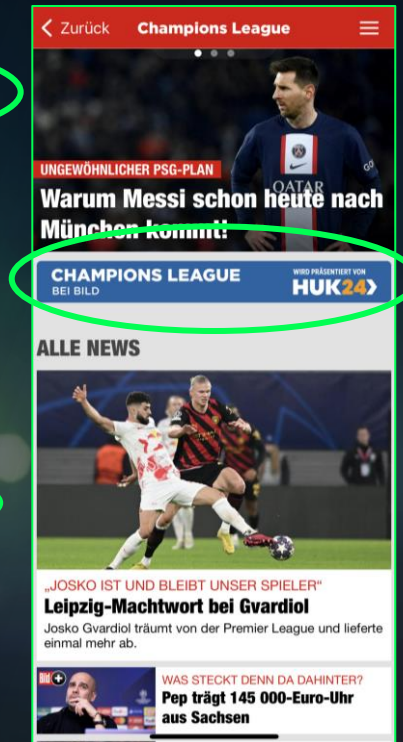 Zurück Champions League
UNGEWÖHNLICHER PSG-PLAN
QATAR
Warum Messi schon heute nach
München kommt!
CHAMPIONS LEAGUE
BEI BILD
WIRD PRÄSENTIERT VON
HUK24
ALLE NEWS
„JOSKO IST UND BLEIBT UNSER SPIELER“
Leipzig-Machtwort bei Gvardiol
Josko Gvardiol träumt von der Premier League und lieferte
einmal mehr ab.
Bild+
WAS STECKT DENN DA DAHINTER?
Pep trägt 145 000-Euro-Uhr
aus Sachsen